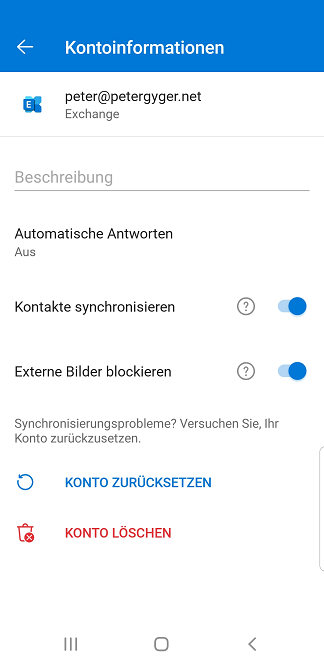 Kontoinformationen
peter@petergyger.net
Exchange
Beschreibung
Automatische Antworten
Aus
Kontakte synchronisieren ?
Externe Bilder blockieren ?
Synchronisierungsprobleme? Versuchen Sie, Ihr
Konto zurückzusetzen.
KONTO ZURÜCKSETZEN
KONTO LÖSCHEN